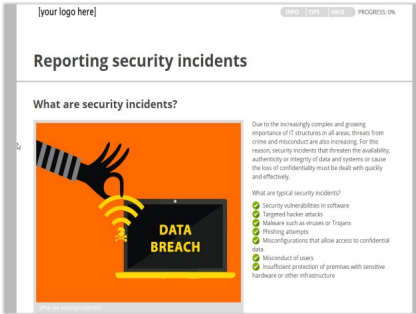 [your logo here]
INFO TIPS INFO PROGRESS: 0%
Reporting security incidents
What are security incidents?
Due to the increasingly complex and growing
importance of IT structures in all areas, threats from
crime and misconduct are also increasing. For this
reason, security incidents that threaten the availability,
authenticity or integrity of data and systems or cause
the loss of confidentiality must be dealt with quickly
and effectively.
What are typical security incidents?
Security vulnerabilities in software
Targeted hacker attacks
Malware such as viruses or Trojans
Phishing attempts
Misconfigurations that allow access to confidential
data
Misconduct of users
Insufficient protection of premises with sensitive
hardware or other infrastructure
DATA
BREACH
What are security incidents?